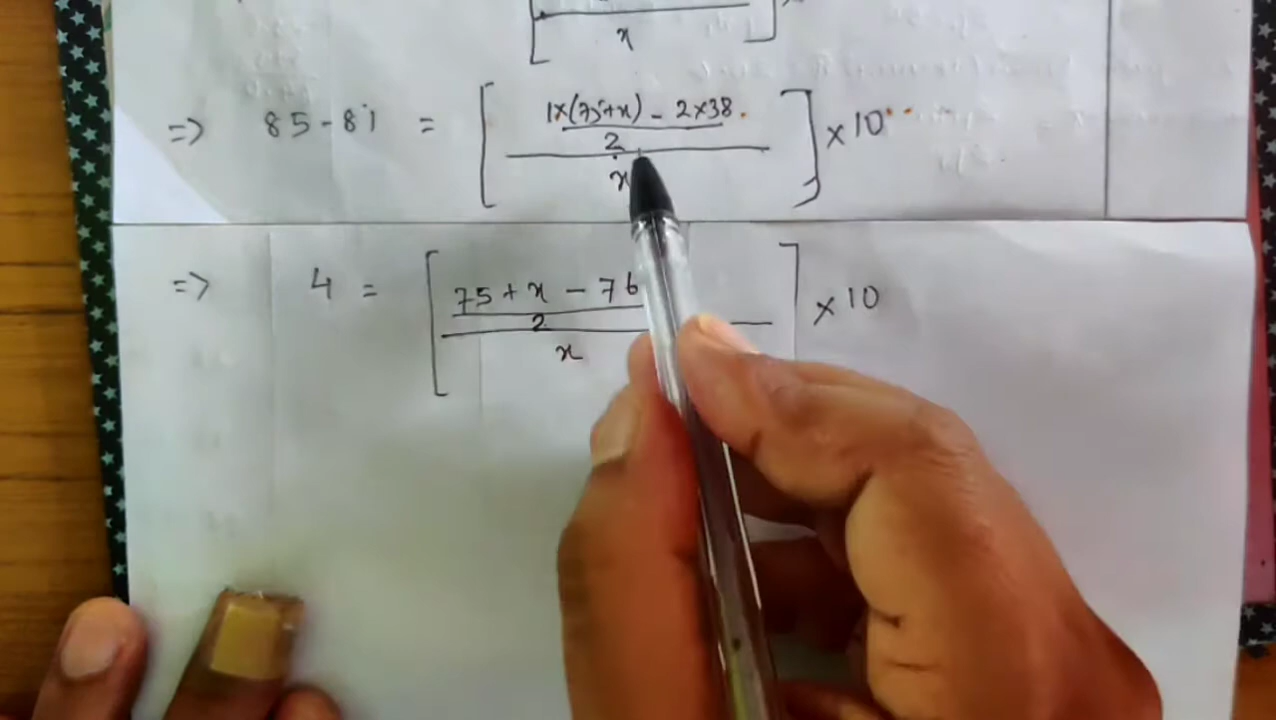 x
=> 85-81 = [ 1x(75+x) - 2x38 / 2 / x ] x 10
=> 4 = [ 75 + x - 76 / 2 / x ] x 10